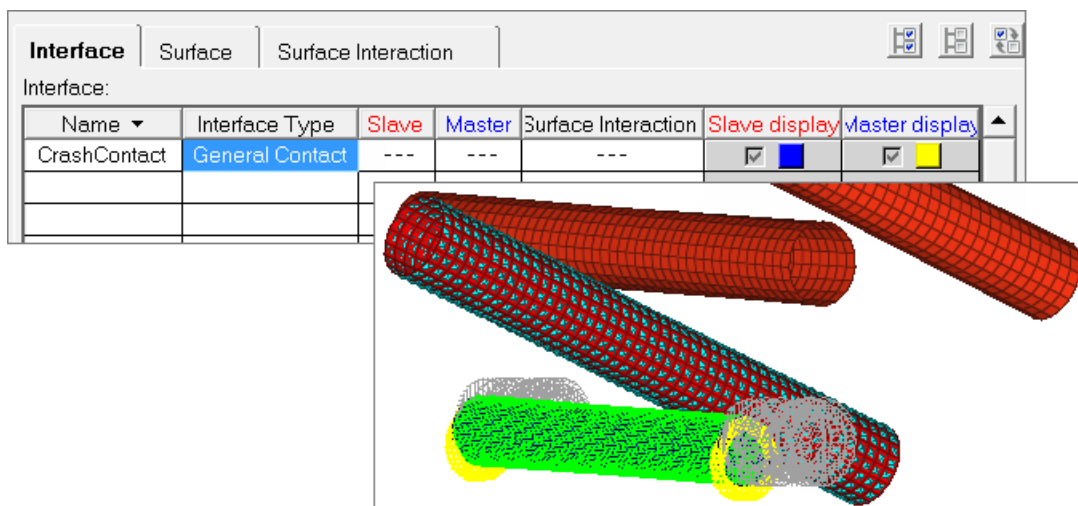 Interface Surface Surface Interaction
Interface:
Name Interface Type Slave Master Surface Interaction Slave display Master display
CrashContact General Contact --- --- ---